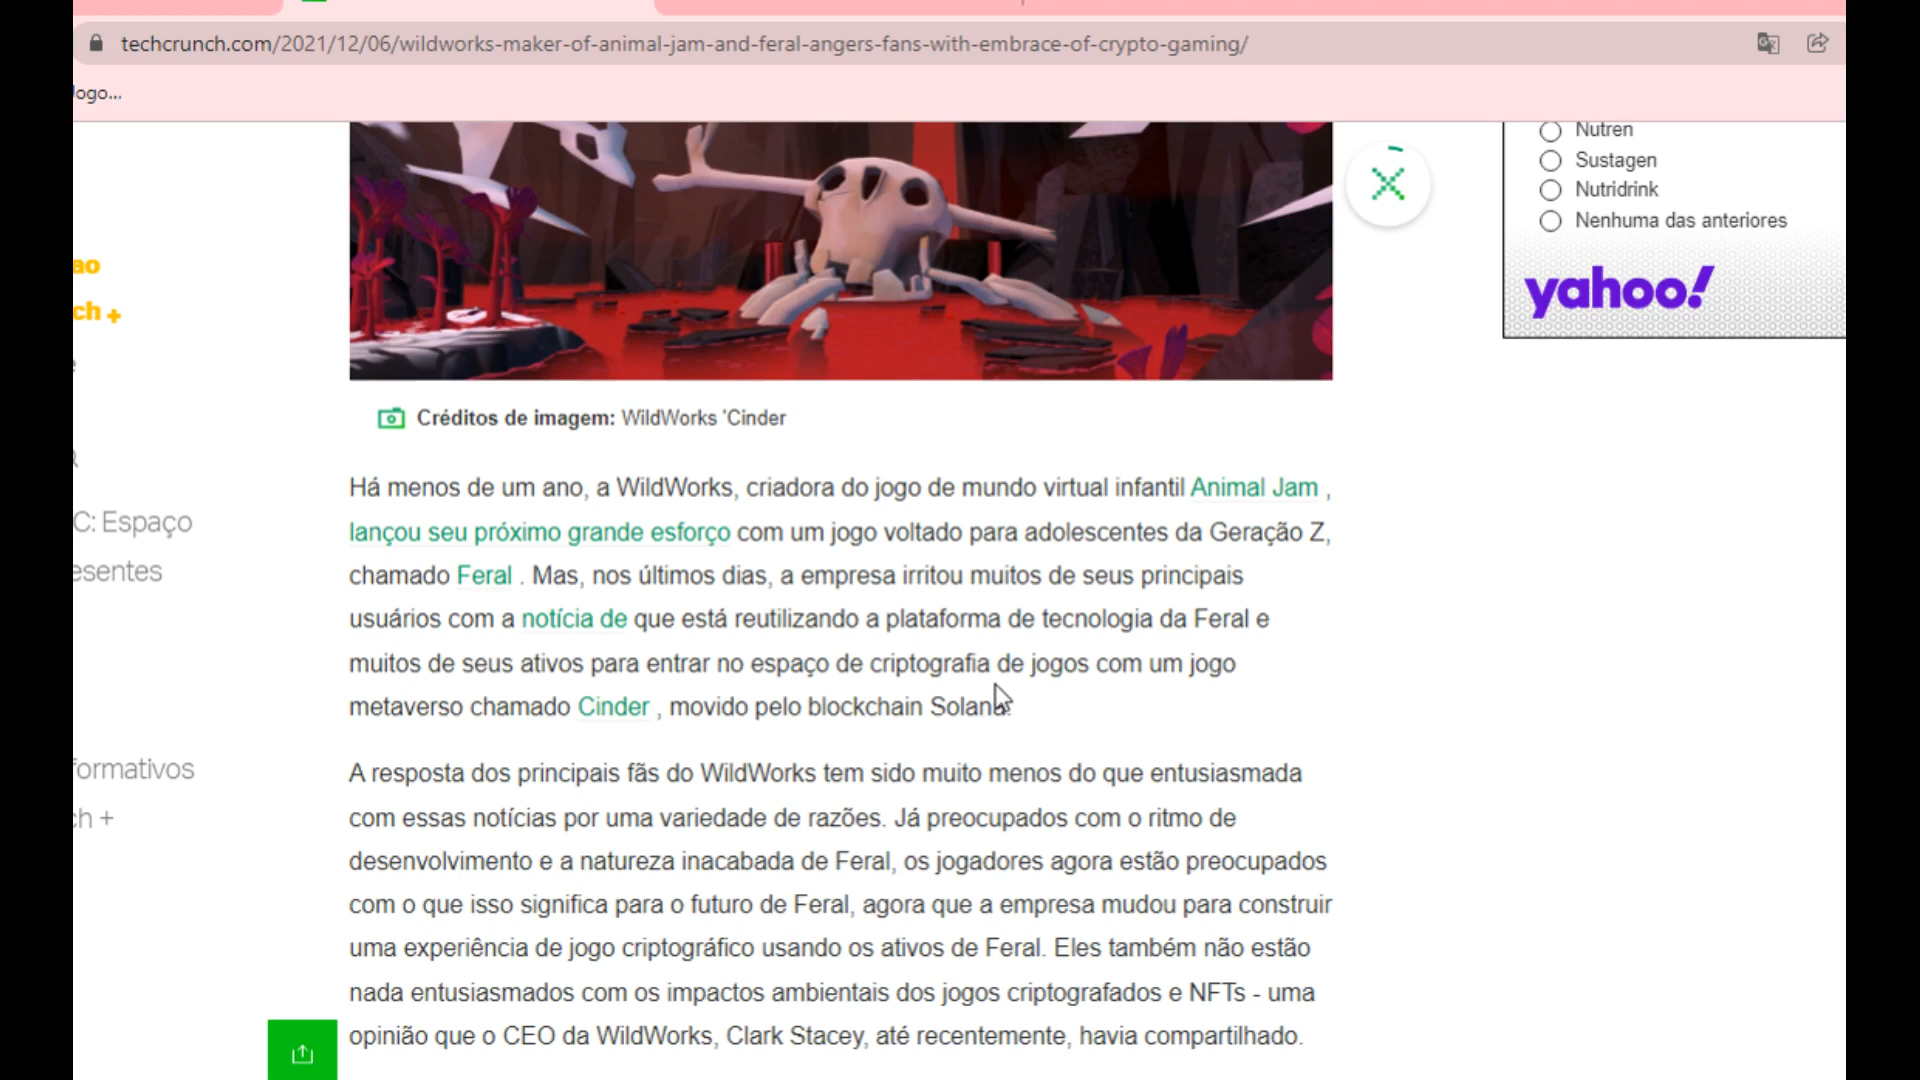 techcrunch.com/2021/12/06/wildworks-maker-of-animal-jam-and-feral-angers-fans-with-embrace-of-crypto-gaming/
ogo...
Nutren
Sustagen
Nutridrink
Nenhuma das anteriores
yahoo!
ao
ch +
Créditos de imagem: WildWorks 'Cinder
Há menos de um ano, a WildWorks, criadora do jogo de mundo virtual infantil Animal Jam ,
lançou seu próximo grande esforço com um jogo voltado para adolescentes da Geração Z,
chamado Feral . Mas, nos últimos dias, a empresa irritou muitos de seus principais
usuários com a notícia de que está reutilizando a plataforma de tecnologia da Feral e
muitos de seus ativos para entrar no espaço de criptografia de jogos com um jogo
metaverso chamado Cinder , movido pelo blockchain Solana.
C: Espaço
esentes
formativos
ch +
A resposta dos principais fãs do WildWorks tem sido muito menos do que entusiasmada
com essas notícias por uma variedade de razões. Já preocupados com o ritmo de
desenvolvimento e a natureza inacabada de Feral, os jogadores agora estão preocupados
com o que isso significa para o futuro de Feral, agora que a empresa mudou para construir
uma experiência de jogo criptográfico usando os ativos de Feral. Eles também não estão
nada entusiasmados com os impactos ambientais dos jogos criptografados e NFTs - uma
opinião que o CEO da WildWorks, Clark Stacey, até recentemente, havia compartilhado.